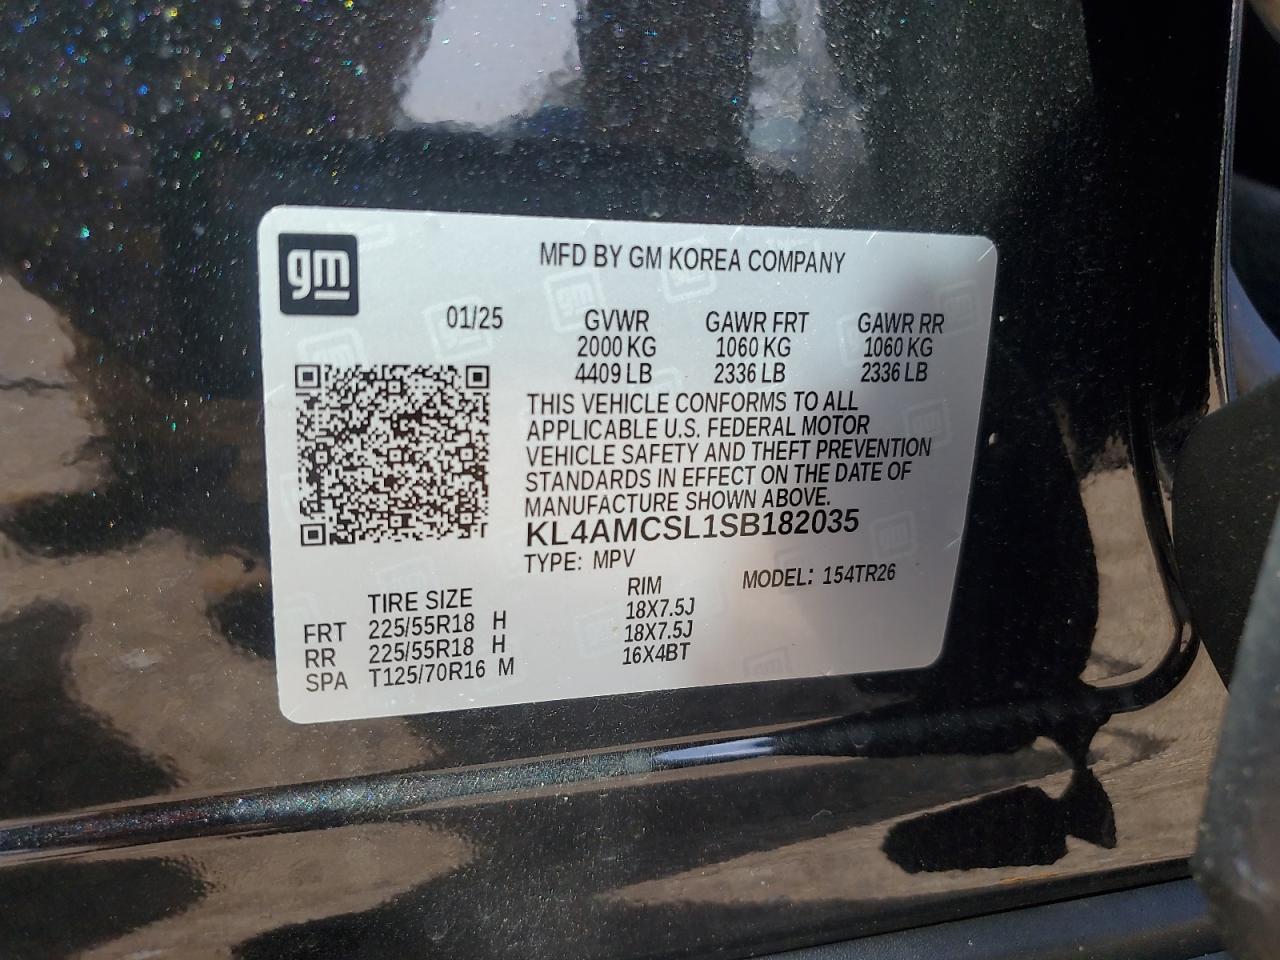 gm
MFD BY GM KOREA COMPANY
01/25 GVWR GAWR FRT GAWR RR
2000 KG 1060 KG 1060 KG
4409 LB 2336 LB 2336 LB
THIS VEHICLE CONFORMS TO ALL
APPLICABLE U.S. FEDERAL MOTOR
VEHICLE SAFETY AND THEFT PREVENTION
STANDARDS IN EFFECT ON THE DATE OF
MANUFACTURE SHOWN ABOVE.
KL4AMCSL1SB182035
TYPE: MPV
MODEL: 154TR26
TIRE SIZE RIM
FRT 225/55R18 H 18X7.5J
RR 225/55R18 H 18X7.5J
SPA T125/70R16 M 16X4BT